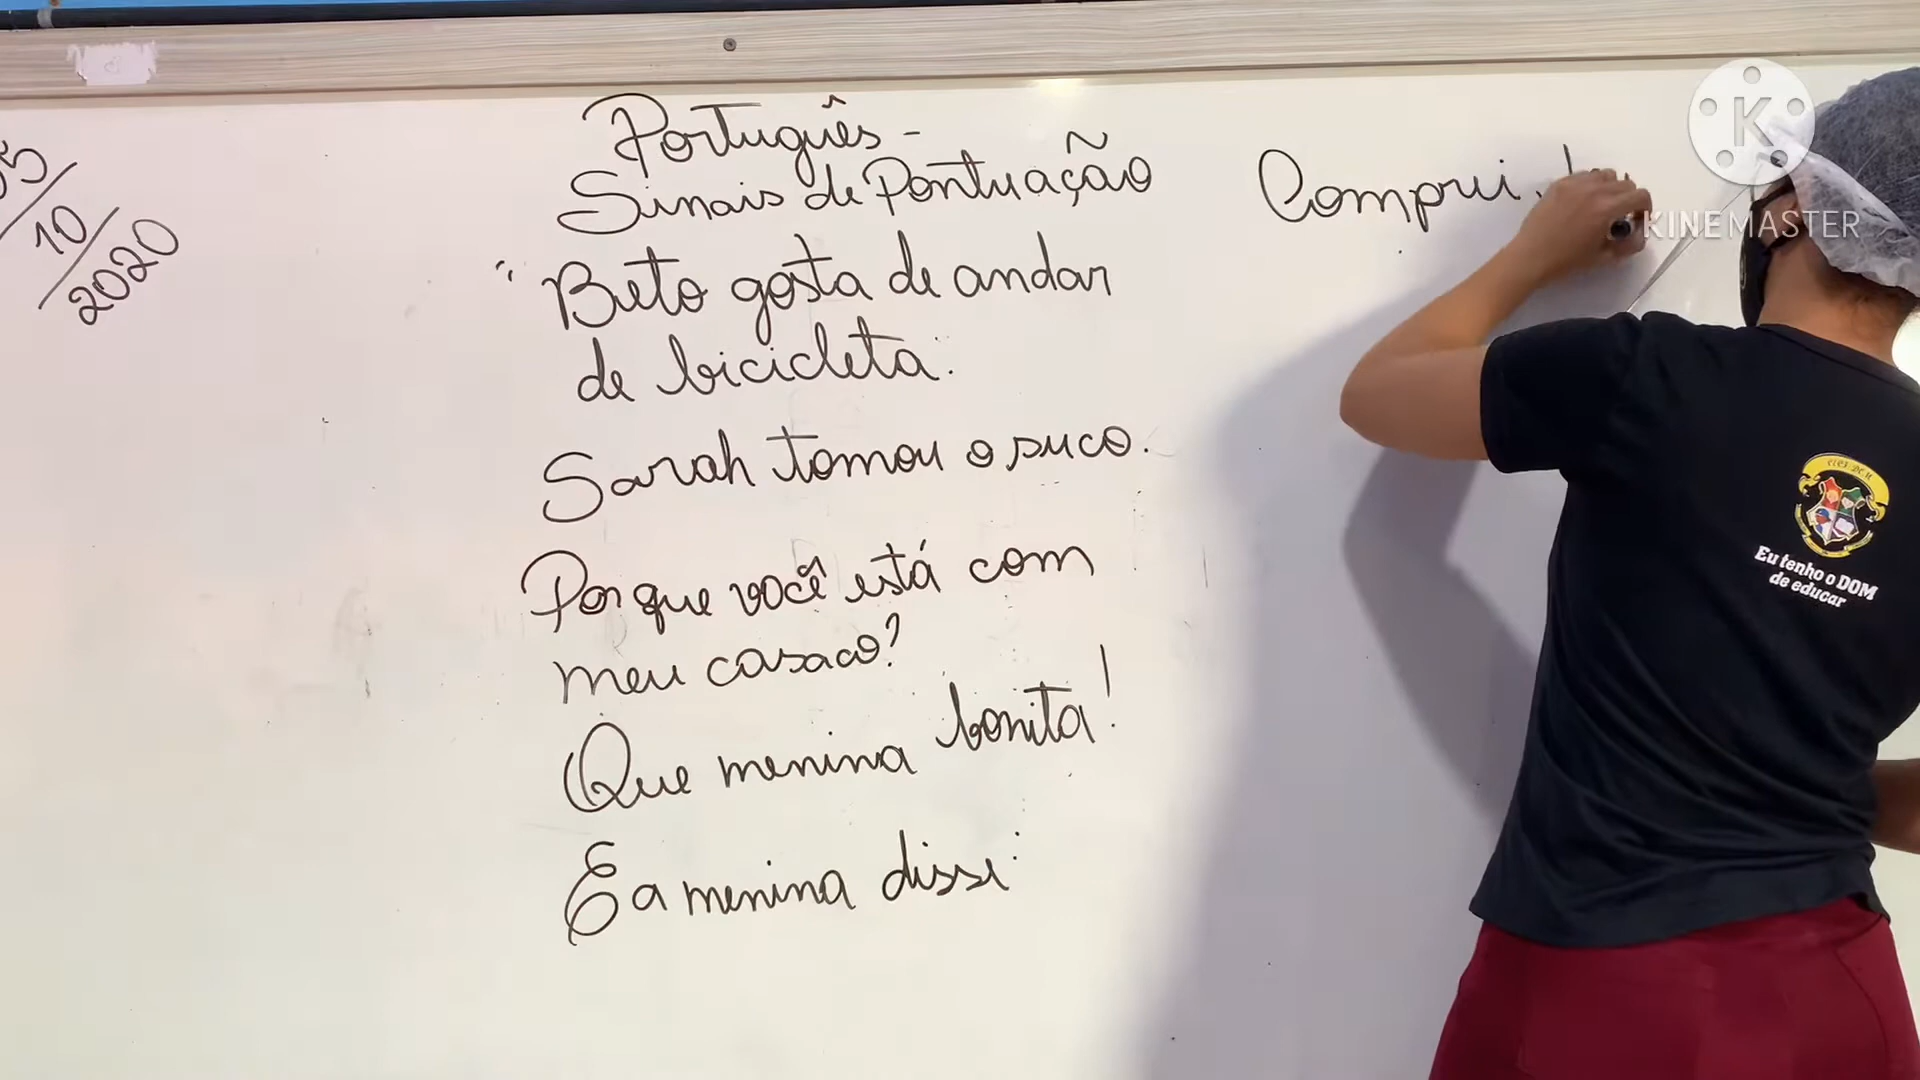 05
/10
/2020
Português -
Sinais de Pontuação
Beto gosta de andar
de bicicleta.
Sarah tomou o suco.
Porque você está com
meu casaco?
Que menina bonita!
E a menina disse:
Comprei
KINEMASTER
Eu tenho o DOM
de educar